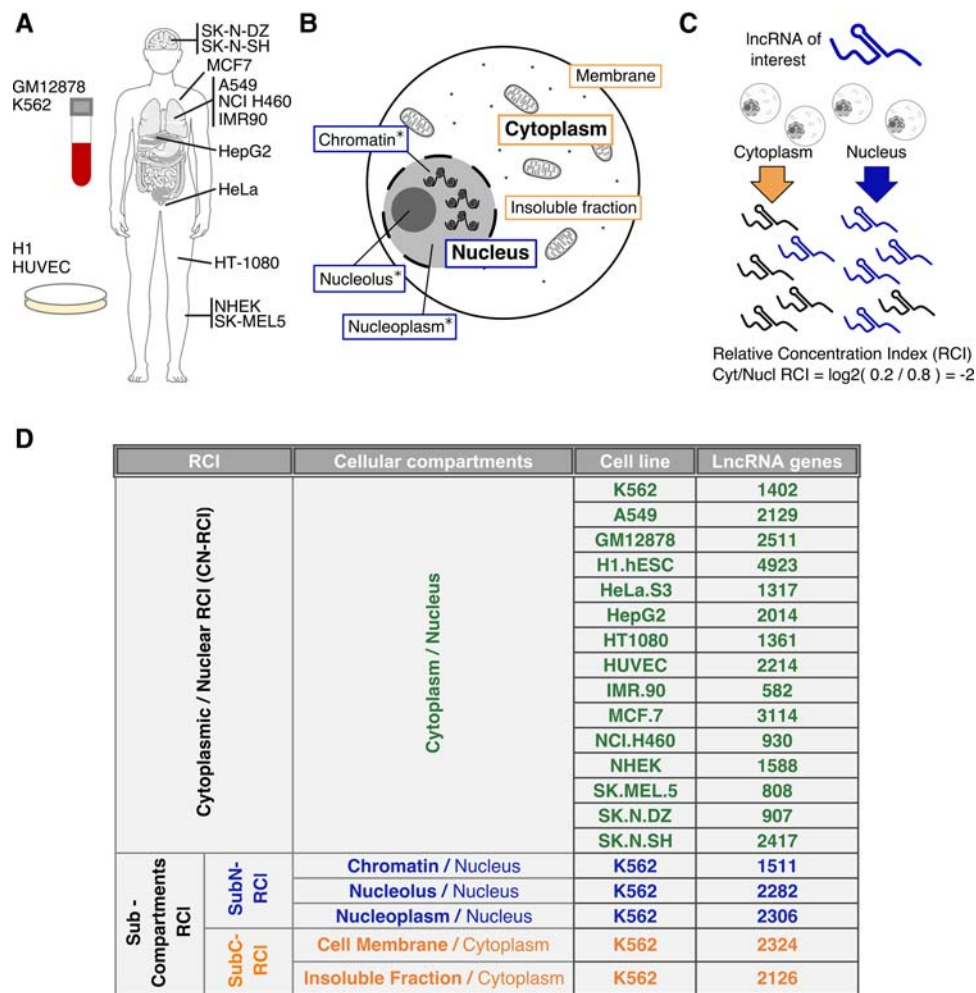 A
SK-N-DZ
SK-N-SH
MCF7
A549
NCI H460
IMR90
GM12878
K562
HepG2
HeLa
H1
HUVEC
HT-1080
NHEK
SK-MEL5
B
Membrane
Cytoplasm
Chromatin*
Insoluble fraction
Nucleus
Nucleolus*
Nucleoplasm*
C
lncRNA of
interest
Cytoplasm Nucleus
Relative Concentration Index (RCI)
Cyt/Nucl RCI = log2( 0.2 / 0.8 ) = -2
D
RCI Cellular compartments Cell line LncRNA genes
Cytoplasmic / Nuclear RCI (CN-RCI)
Cytoplasm / Nucleus
K562 1402
A549 2129
GM12878 2511
H1.hESC 4923
HeLa.S3 1317
HepG2 2014
HT1080 1361
HUVEC 2214
IMR.90 582
MCF.7 3114
NCI.H460 930
NHEK 1588
SK.MEL.5 808
SK.N.DZ 907
SK.N.SH 2417
Sub -
Compartments
RCI
SubN-
RCI
Chromatin / Nucleus K562 1511
Nucleolus / Nucleus K562 2282
Nucleoplasm / Nucleus K562 2306
SubC-
RCI
Cell Membrane / Cytoplasm K562 2324
Insoluble Fraction / Cytoplasm K562 2126